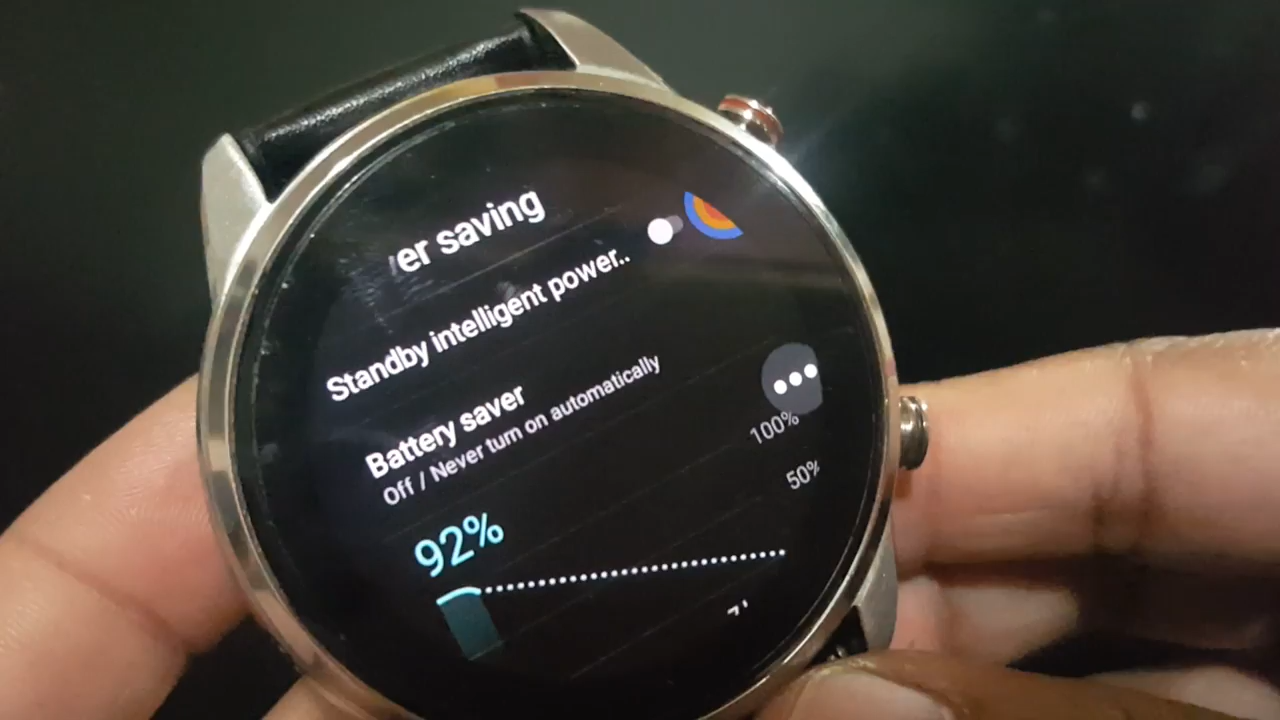 er saving
Standby intelligent power..
Battery saver
Off / Never turn on automatically
100%
50%
92%